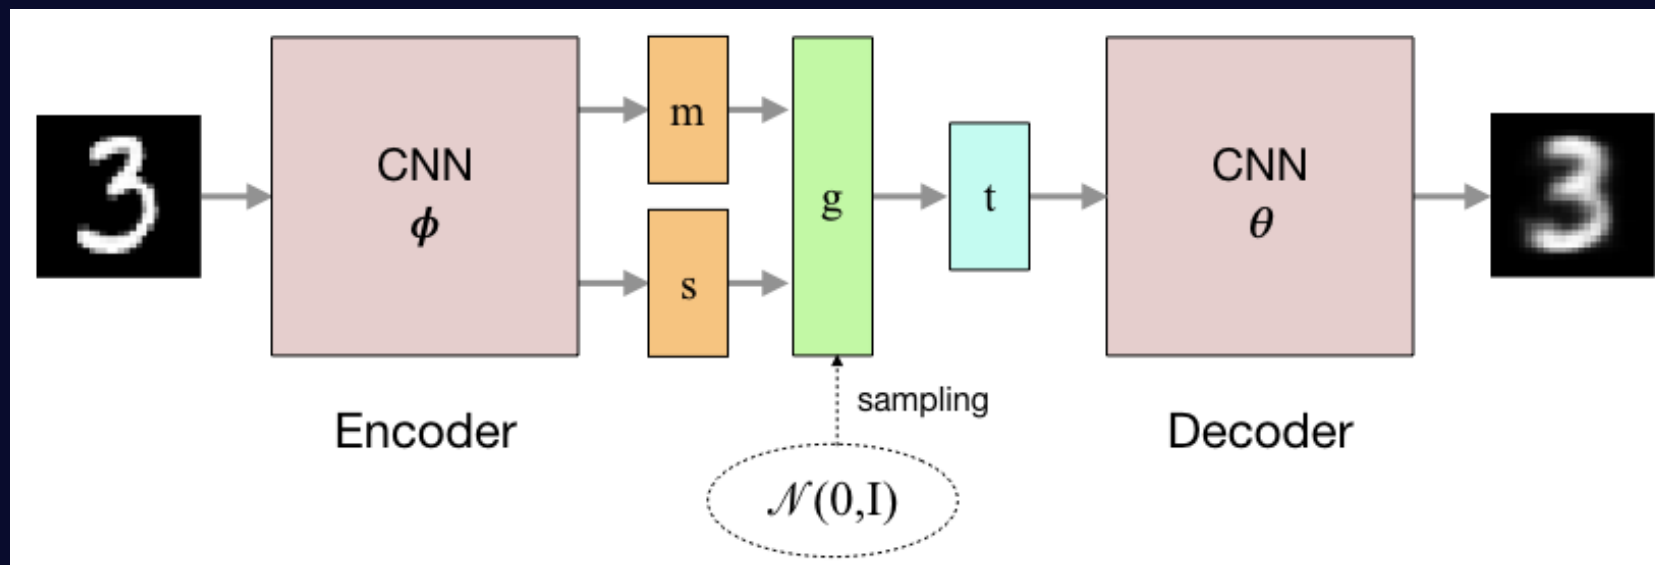 3
CNN
ϕ
m
s
g
t
CNN
θ
3
sampling
Encoder
Decoder
𝒩(0,I)